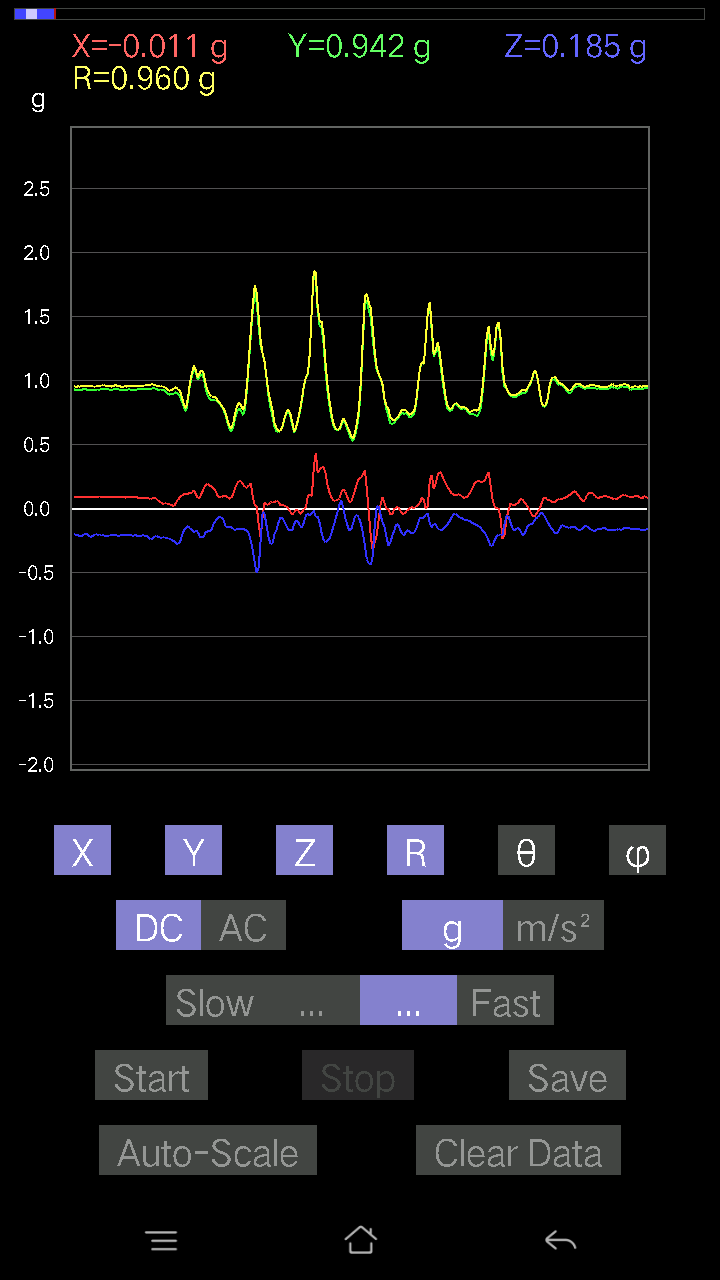 X=-0.011 g Y=0.942 g Z=0.185 g
R=0.960 g
g
2.5
2.0
1.5
1.0
0.5
0.0
-0.5
-1.0
-1.5
-2.0
X Y Z R θ φ
DC AC g m/s²
Slow ... ... Fast
Start Stop Save
Auto-Scale Clear Data